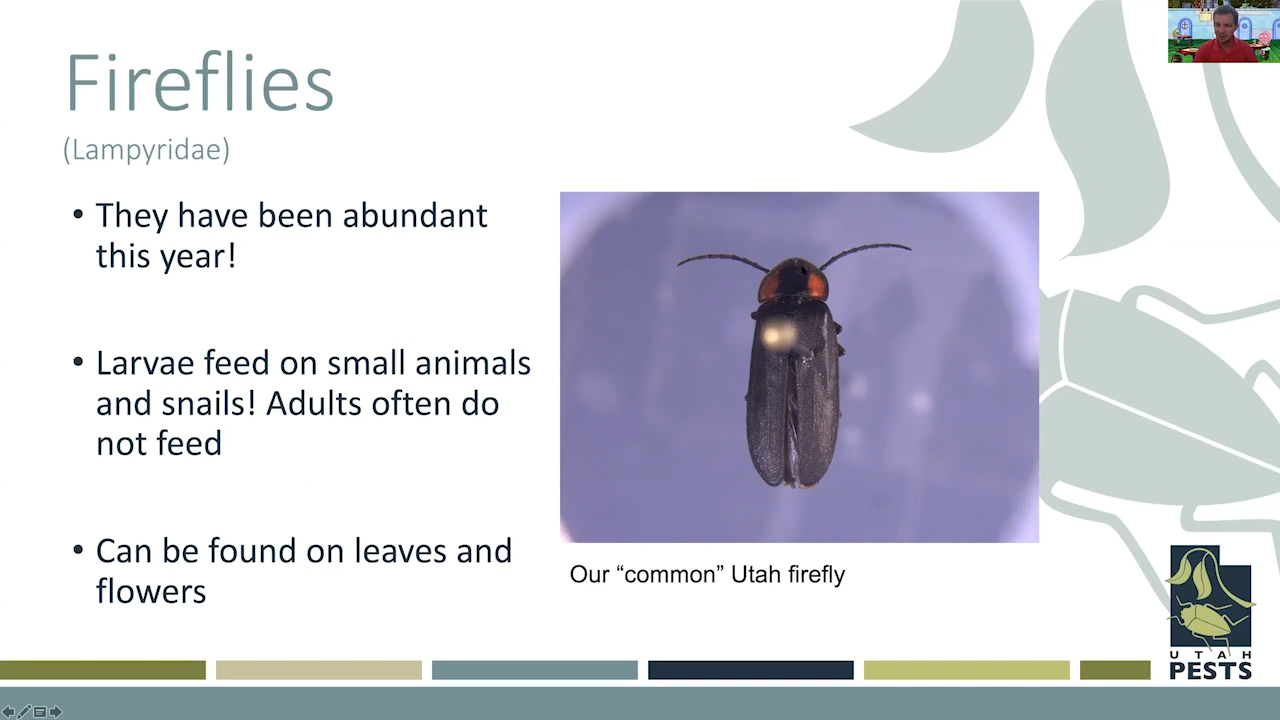 Fireflies
(Lampyridae)
• They have been abundant
this year!
• Larvae feed on small animals
and snails! Adults often do
not feed
• Can be found on leaves and
flowers
Our “common” Utah firefly
UTAH
PESTS